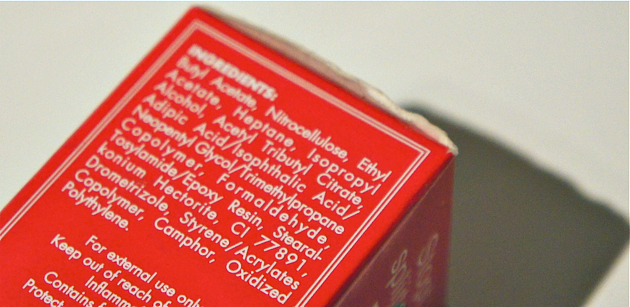 INGREDIENTS:
Butyl Acetate, Nitrocellulose, Ethyl
Acetate, Heptane, Isopropyl
Alcohol, Acetyl Tributyl Citrate,
Adipic Acid/Isophthalic Acid/
Neopentyl Glycol/Trimethylpropane
Copolymer, Formaldehyde,
Tosylamide/Epoxy Resin, Stearal-
konium Hectorite, CI 77891,
Drometrizole, Styrene/Acrylates
Copolymer, Camphor, Oxidized
Polythylene.
For external use only
Keep out of reach of
Inflamm
Contains
Protect